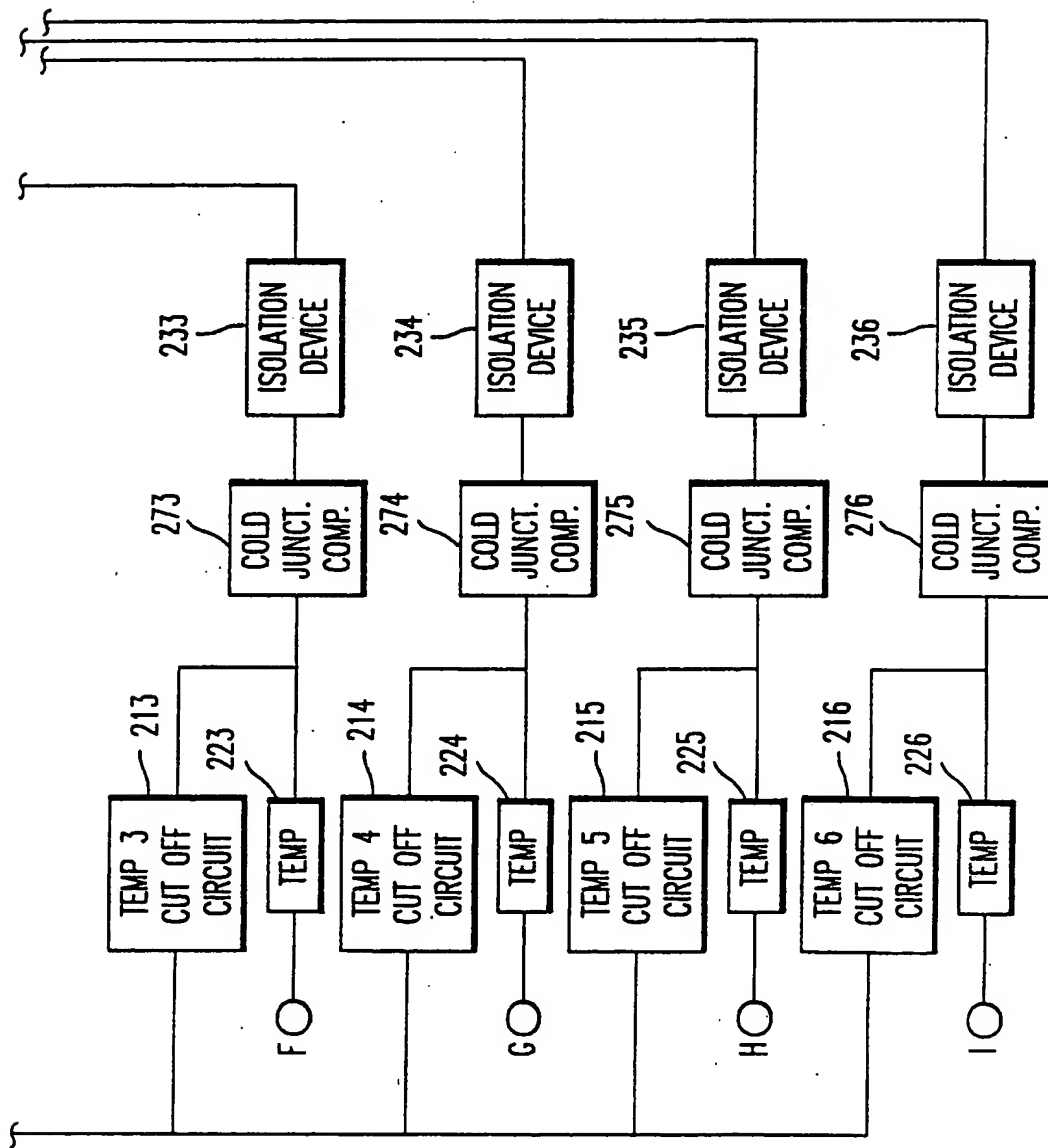 TEMP 3
CUT OFF
CIRCUIT
213
F
TEMP
223
COLD
JUNCT.
COMP.
273
ISOLATION
DEVICE
233
TEMP 4
CUT OFF
CIRCUIT
214
G
TEMP
224
COLD
JUNCT.
COMP.
274
ISOLATION
DEVICE
234
TEMP 5
CUT OFF
CIRCUIT
215
H
TEMP
225
COLD
JUNCT.
COMP.
275
ISOLATION
DEVICE
235
TEMP 6
CUT OFF
CIRCUIT
216
I
TEMP
226
COLD
JUNCT.
COMP.
276
ISOLATION
DEVICE
236